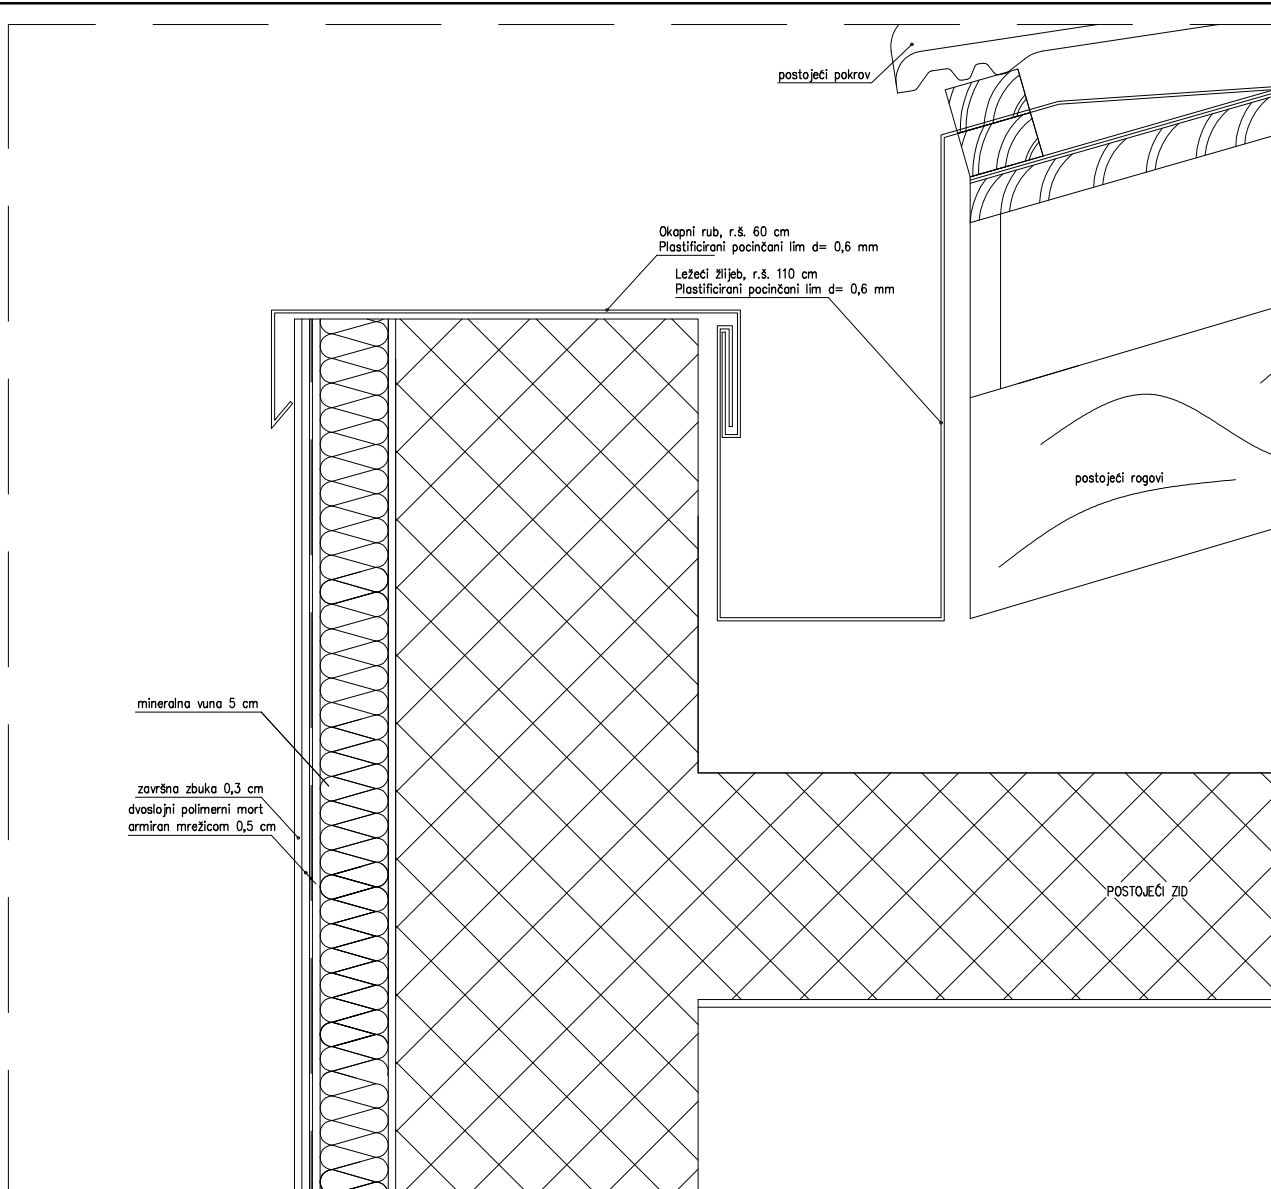 postojeći pokrov
Okapni rub, r.š. 60 cm
Plastificirani pocinčani lim d= 0,6 mm
Ležeći žlijeb, r.š. 110 cm
Plastificirani pocinčani lim d= 0,6 mm
postojeći rogovi
mineralna vuna 5 cm
završna zbuka 0,3 cm
dvoslojni polimerni mort
armiran mrežicom 0,5 cm
POSTOJEĆI ZID